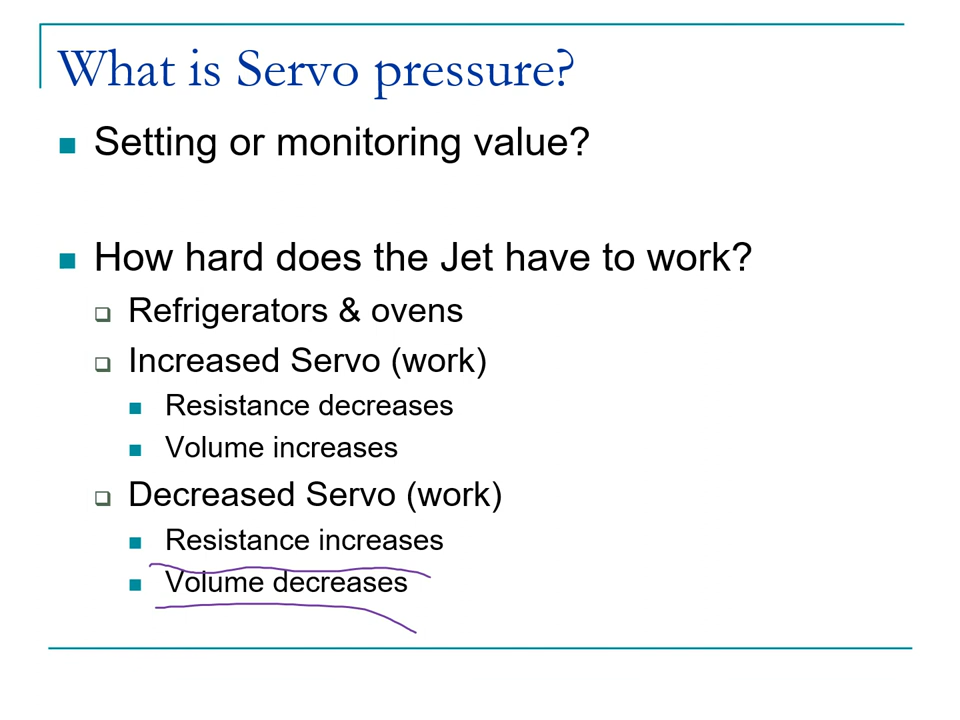 What is Servo pressure?
Setting or monitoring value?
How hard does the Jet have to work?
Refrigerators & ovens
Increased Servo (work)
Resistance decreases
Volume increases
Decreased Servo (work)
Resistance increases
Volume decreases